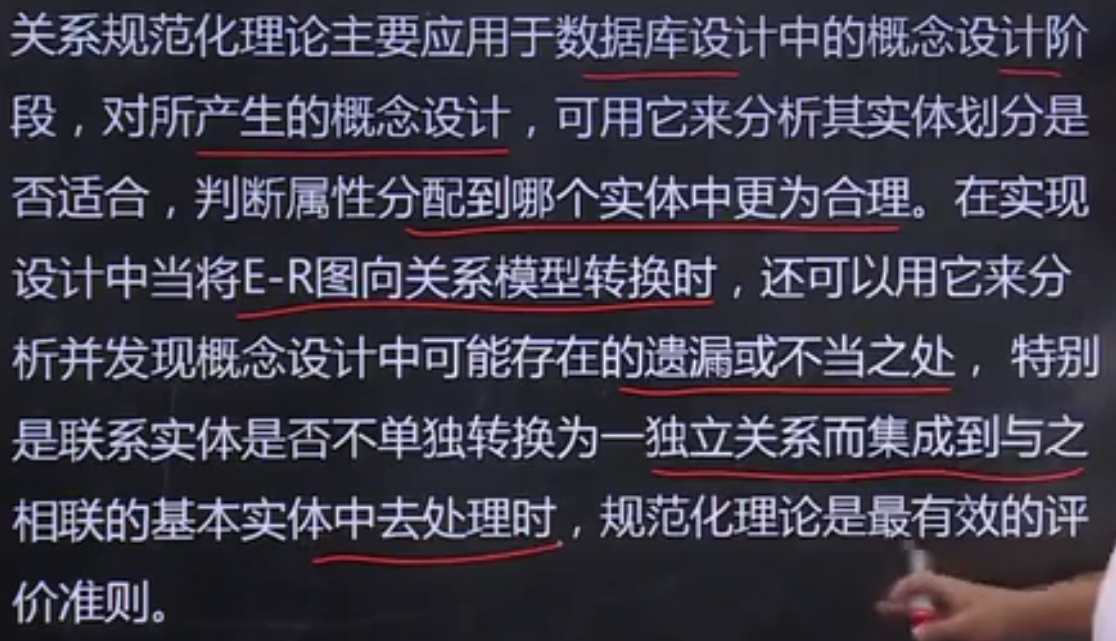 关系规范化理论主要应用于数据库设计中的概念设计阶
段，对所产生的概念设计，可用它来分析其实体划分是
否适合，判断属性分配到哪个实体中更为合理。在实现
设计中当将E-R图向关系模型转换时，还可以用它来分
析并发现概念设计中可能存在的遗漏或不当之处， 特别
是联系实体是否不单独转换为一独立关系而集成到与之
相联的基本实体中去处理时，规范化理论是最有效的评
价准则。